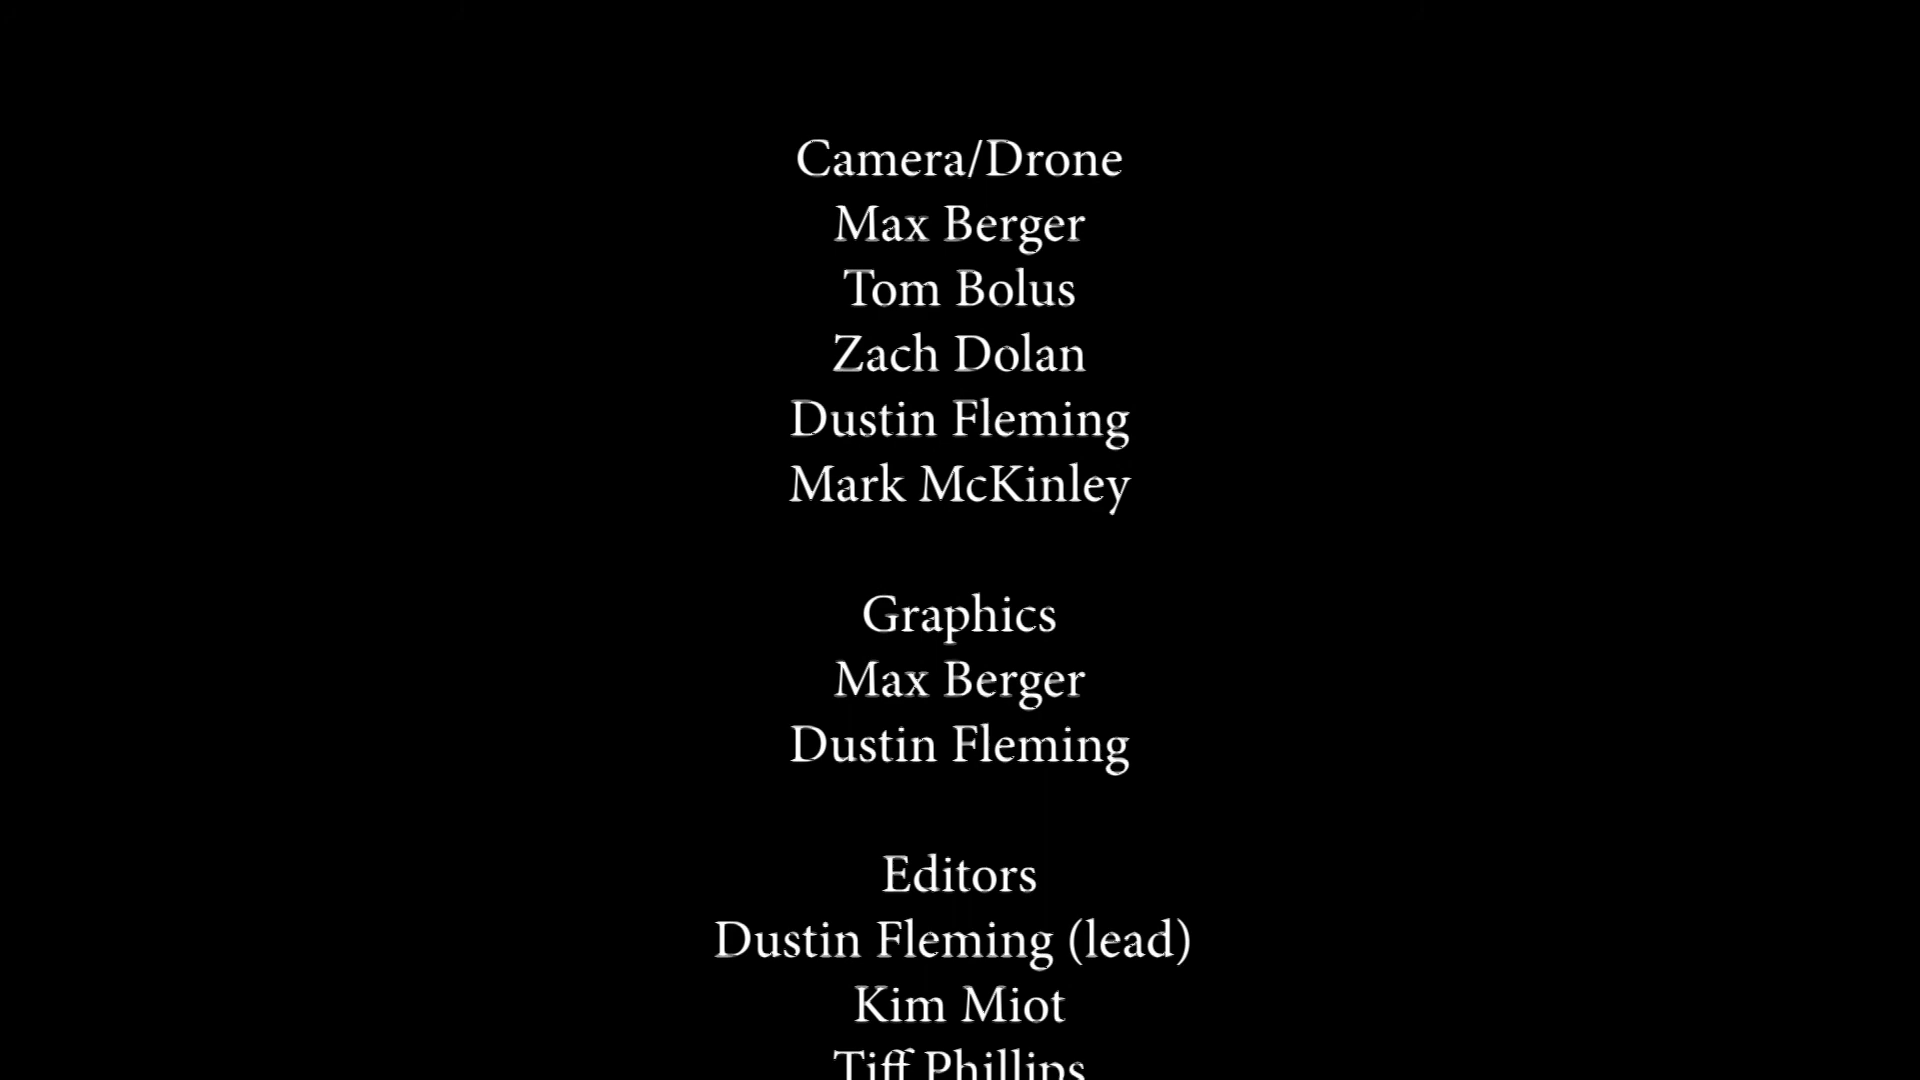 Camera/Drone
Max Berger
Tom Bolus
Zach Dolan
Dustin Fleming
Mark McKinley
Graphics
Max Berger
Dustin Fleming
Editors
Dustin Fleming (lead)
Kim Miot
Tiff Phillips